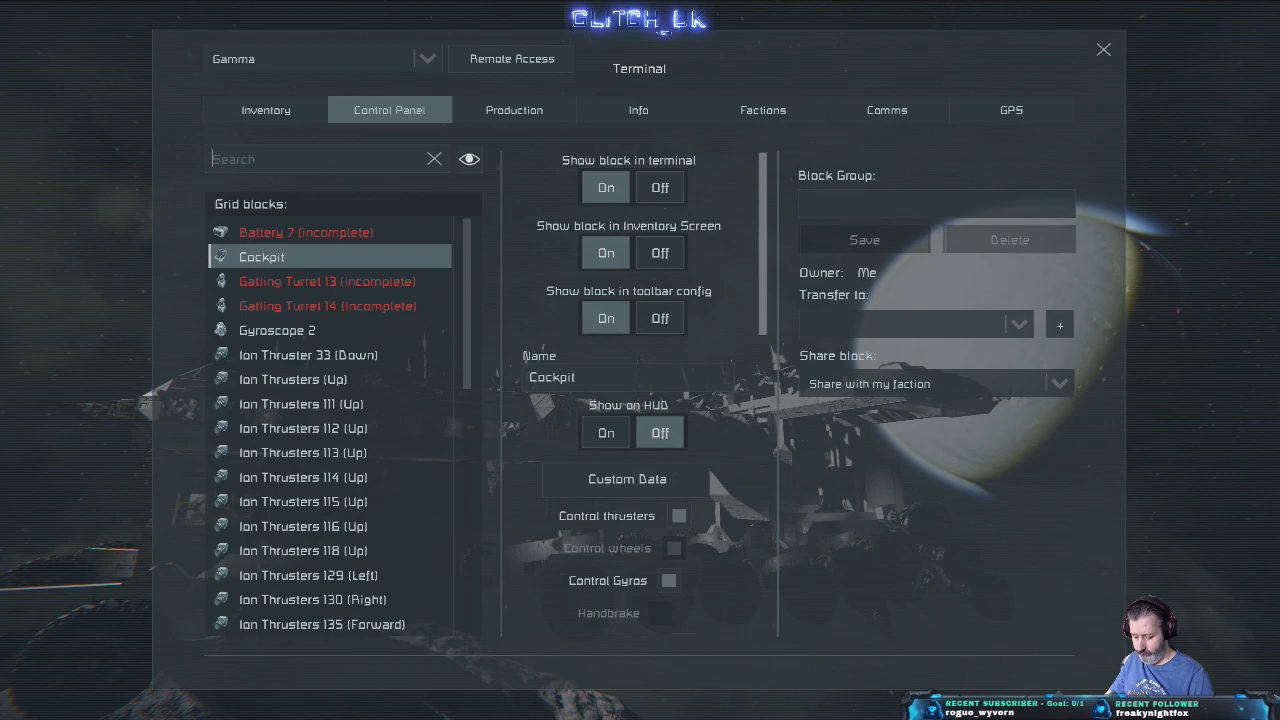 GLITCH_UK
Gamma
Remote Access
Terminal
Inventory
Control Panel
Production
Info
Factions
Comms
GPS
Search
Grid blocks:
Battery 7 (incomplete)
Cockpit
Gatling Turret 13 (incomplete)
Gatling Turret 14 (incomplete)
Gyroscope 2
Ion Thruster 33 (Down)
Ion Thrusters (Up)
Ion Thrusters 111 (Up)
Ion Thrusters 112 (Up)
Ion Thrusters 113 (Up)
Ion Thrusters 114 (Up)
Ion Thrusters 115 (Up)
Ion Thrusters 116 (Up)
Ion Thrusters 118 (Up)
Ion Thrusters 129 (Left)
Ion Thrusters 130 (Right)
Ion Thrusters 135 (Forward)
Show block in terminal
On Off
Show block in Inventory Screen
On Off
Show block in toolbar config
On Off
Name
Cockpit
Show on HUD
On Off
Custom Data
Control thrusters
Control wheels
Control Gyros
Handbrake
Block Group:
Save Delete
Owner: Me
Transfer to:
+
Share block:
Share with my faction
RECENT SUBSCRIBER - Goal: 0/1
roguo_wyvorn
RECENT FOLLOWER
freakynightfox